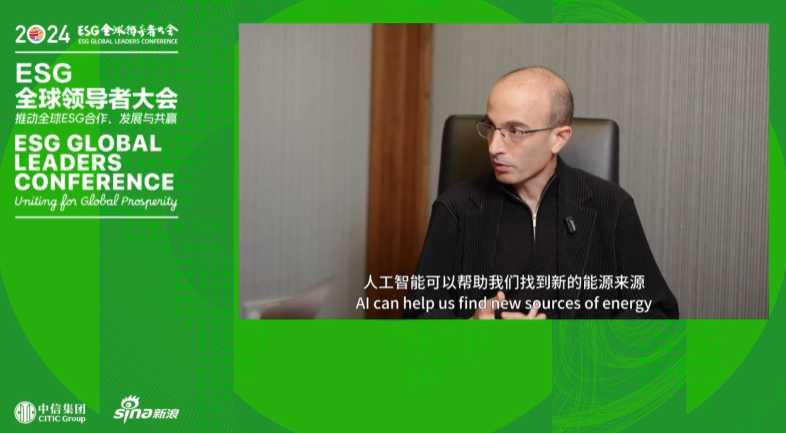 2024 ESG全球领导者大会
ESG GLOBAL LEADERS CONFERENCE
ESG
全球领导者大会
推动全球ESG合作、发展与共赢
ESG GLOBAL
LEADERS
CONFERENCE
Uniting for Global Prosperity
人工智能可以帮助我们找到新的能源来源
AI can help us find new sources of energy
中信集团
CITIC Group
sina新浪